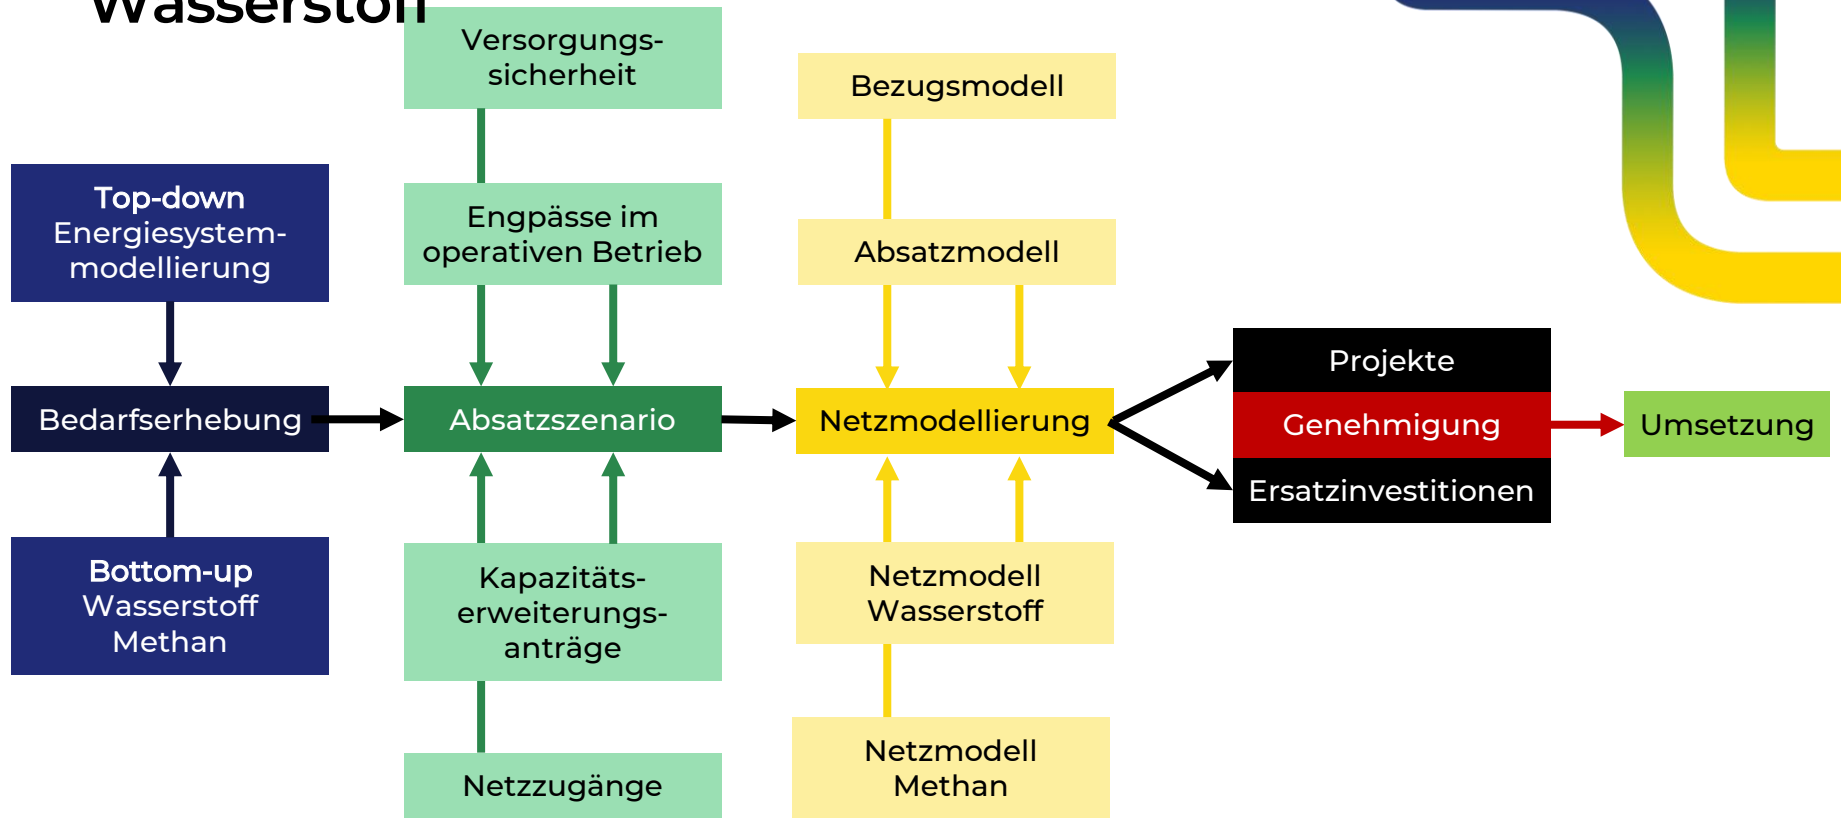 Wasserstoff
Top-down
Energiesystem-
modellierung
Bedarfserhebung
Bottom-up
Wasserstoff
Methan
Versorgungs-
sicherheit
Engpässe im
operativen Betrieb
Absatzszenario
Kapazitäts-
erweiterungs-
anträge
Netzzugänge
Bezugsmodell
Absatzmodell
Netzmodellierung
Netzmodell
Wasserstoff
Netzmodell
Methan
Projekte
Genehmigung
Ersatzinvestitionen
Umsetzung